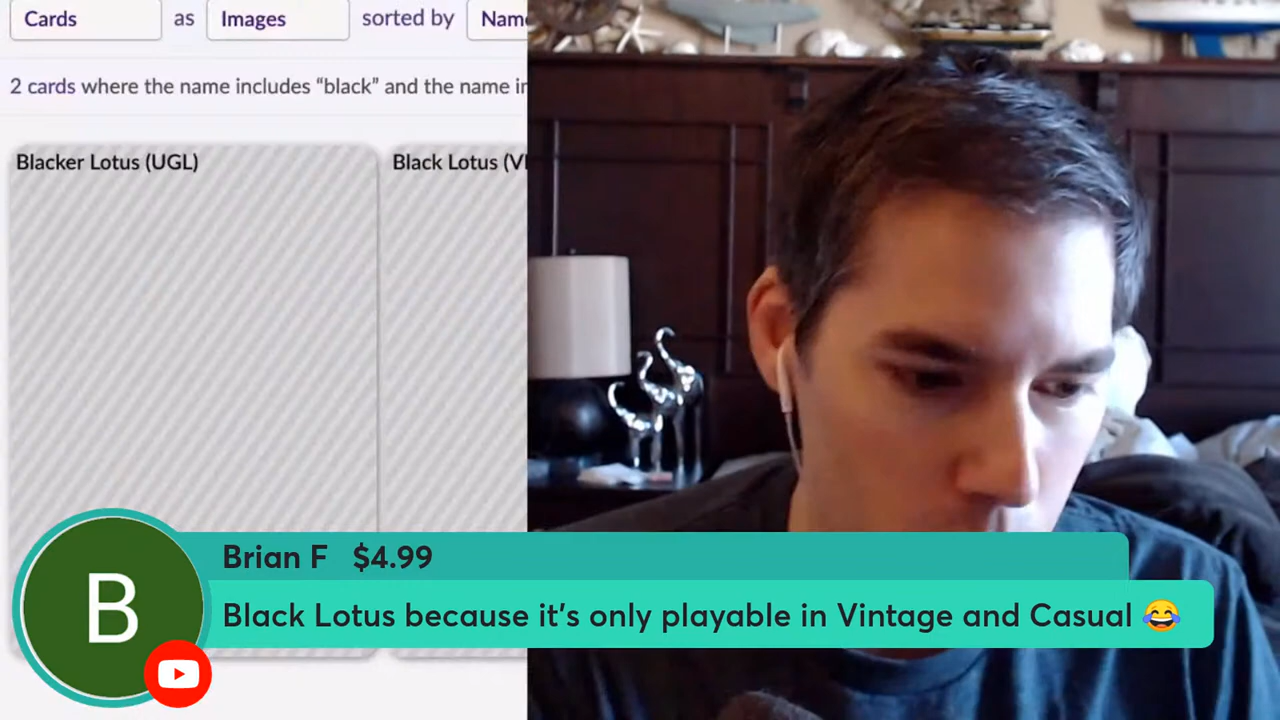 Cards as Images sorted by Name
2 cards where the name includes “black” and the name in
Blacker Lotus (UGL) Black Lotus (V
B
Brian F $4.99
Black Lotus because it's only playable in Vintage and Casual 😂